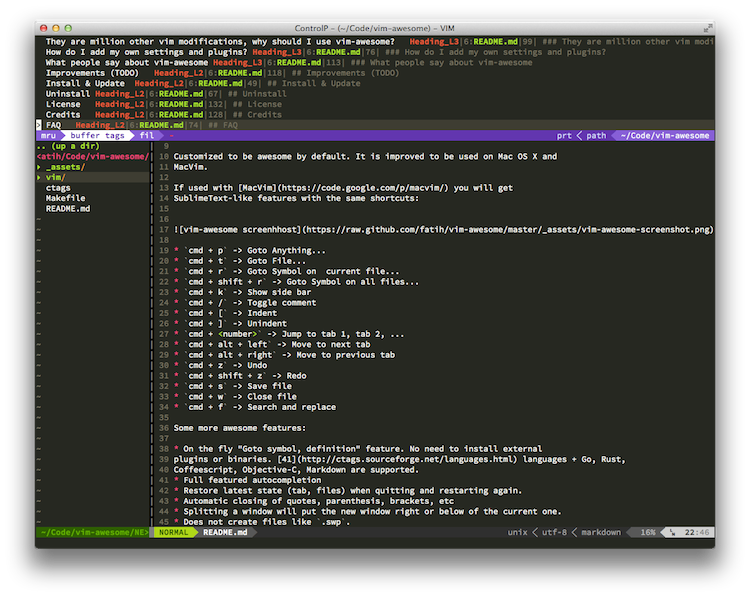 ControlP – (~/Code/vim-awesome) – VIM
They are million other vim modifications, why should I use vim-awesome?   Heading_L3|6:README.md|99| ### They are million other vim modi
How do I add my own settings and plugins? Heading_L3|6:README.md|76| ### How do I add my own settings and plugins?
What people say about vim-awesome Heading_L3|6:README.md|113| ### What people say about vim-awesome
Improvements (TODO)   Heading_L2|6:README.md|118| ## Improvements (TODO)
Install & Update  Heading_L2|6:README.md|49| ## Install & Update
Uninstall Heading_L2|6:README.md|67| ## Uninstall
License   Heading_L2|6:README.md|132| ## License
Credits   Heading_L2|6:README.md|128| ## Credits
> FAQ   Heading_L2|6:README.md|74| ## FAQ
mru buffer tags fil - prt < path < ~/Code/vim-awesome
.. (up a dir)
<atih/Code/vim-awesome/
▸ _assets/
▸ vim/
ctags
Makefile
README.md
~/Code/vim-awesome/NE>
9
10 Customized to be awesome by default. It is improved to be used on Mac OS X and
11 MacVim.
12
13 If used with [MacVim](https://code.google.com/p/macvim/) you will get
14 SublimeText-like features with the same shortcuts:
15
16
17 ![vim-awesome screenhhost](https://raw.github.com/fatih/vim-awesome/master/_assets/vim-awesome-screenshot.png)
18
19 * `cmd + p` -> Goto Anything...
20 * `cmd + t` -> Goto File...
21 * `cmd + r` -> Goto Symbol on  current file...
22 * `cmd + shift + r` -> Goto Symbol on all files...
23 * `cmd + k` -> Show side bar
24 * `cmd + /` -> Toggle comment
25 * `cmd + [` -> Indent
26 * `cmd + ]` -> Unindent
27 * `cmd + <number>` -> Jump to tab 1, tab 2, ...
28 * `cmd + alt + left` -> Move to next tab
29 * `cmd + alt + right` -> Move to previous tab
30 * `cmd + z` -> Undo
31 * `cmd + shift + z` -> Redo
32 * `cmd + s` -> Save file
33 * `cmd + w` -> Close file
34 * `cmd + f` -> Search and replace
35
36 Some more awesome features:
37
38 * On the fly "Goto symbol, definition" feature. No need to install external
39 plugins or binaries. [41](http://ctags.sourceforge.net/languages.html) languages + Go, Rust,
40 Coffeescript, Objective-C, Markdown are supported.
41 * Full featured autocompletion
42 * Restore latest state (tab, files) when quitting and restarting again.
43 * Automatic closing of quotes, parenthesis, brackets, etc
44 * Splitting a window will put the new window right or below of the current one.
45 * Does not create files like `.swp`.
NORMAL README.md unix < utf-8 < markdown 16% 22:46